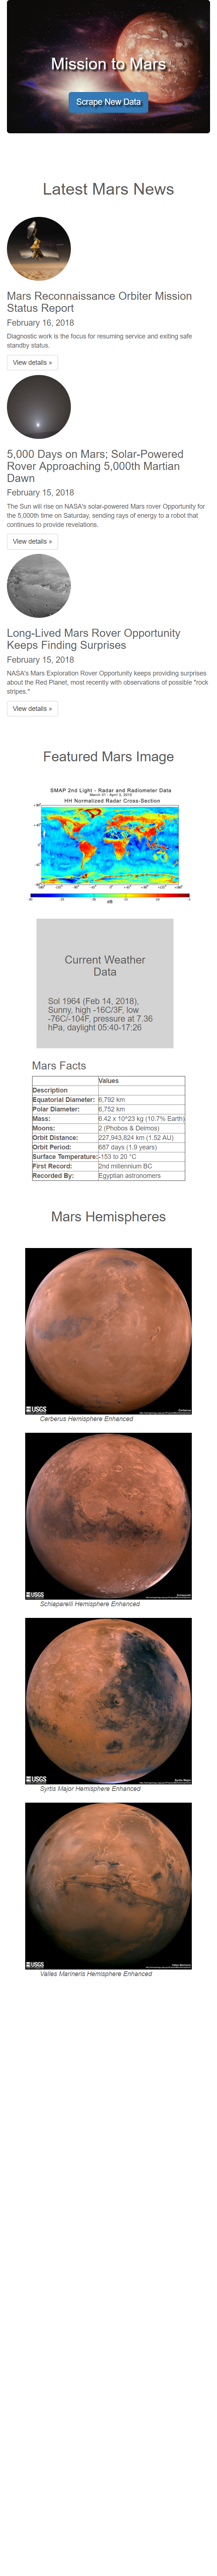 Mission to Mars
Scrape New Data
Latest Mars News
Mars Reconnaissance Orbiter Mission
Status Report
February 16, 2018
Diagnostic work is the focus for resuming service and exiting safe
standby status.
View details »
5,000 Days on Mars; Solar-Powered
Rover Approaching 5,000th Martian
Dawn
February 15, 2018
The Sun will rise on NASA's solar-powered Mars rover Opportunity for
the 5,000th time on Saturday, sending rays of energy to a robot that
continues to provide revelations.
View details »
Long-Lived Mars Rover Opportunity
Keeps Finding Surprises
February 15, 2018
NASA's Mars Exploration Rover Opportunity keeps providing surprises
about the Red Planet, most recently with observations of possible "rock
stripes."
View details »
Featured Mars Image
SMAP 2nd Light - Radar and Radiometer Data
March 31 - April 3, 2015
HH Normalized Radar Cross-Section
dB
Current Weather
Data
Sol 1964 (Feb 14, 2018),
Sunny, high -16C/3F, low
-76C/-104F, pressure at 7.36
hPa, daylight 05:40-17:26
Mars Facts
Values
Description
Equatorial Diameter: 6,792 km
Polar Diameter: 6,752 km
Mass: 6.42 x 10^23 kg (10.7% Earth)
Moons: 2 (Phobos & Deimos)
Orbit Distance: 227,943,824 km (1.52 AU)
Orbit Period: 687 days (1.9 years)
Surface Temperature: -153 to 20 °C
First Record: 2nd millennium BC
Recorded By: Egyptian astronomers
Mars Hemispheres
USGS Cerberus
Cerberus Hemisphere Enhanced
USGS Schiaparelli
Schiaparelli Hemisphere Enhanced
USGS Syrtis Major
Syrtis Major Hemisphere Enhanced
USGS Valles Marineris
Valles Marineris Hemisphere Enhanced